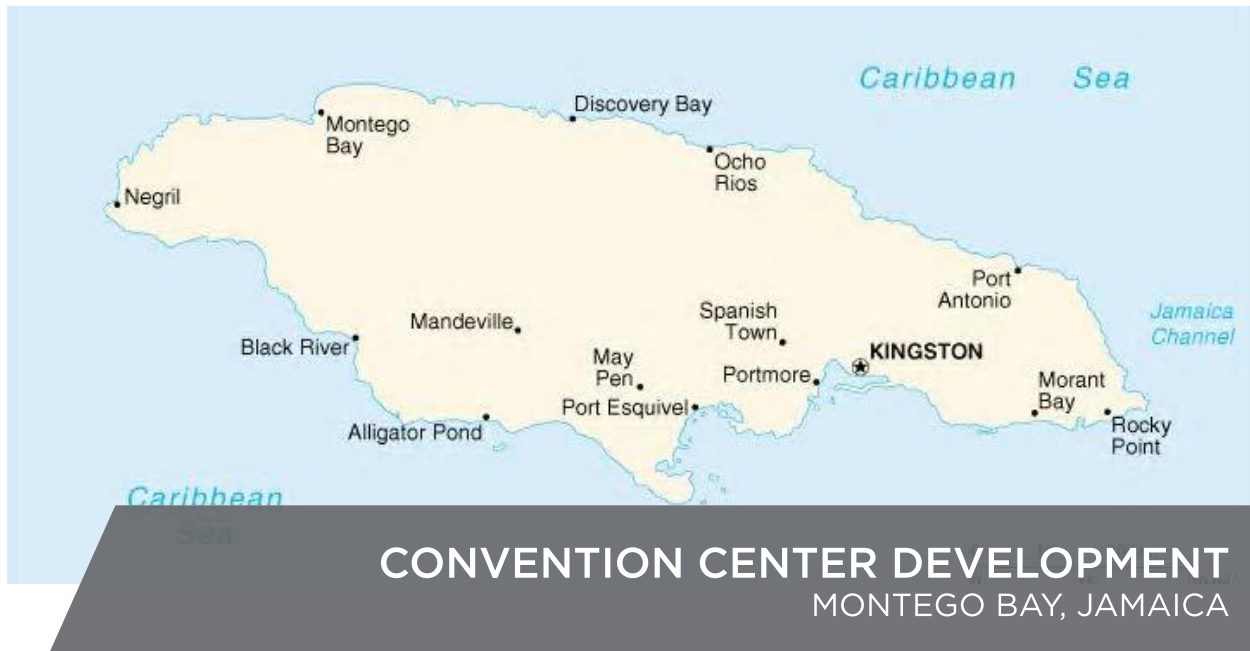 Caribbean Sea
Discovery Bay
Montego
Bay
Ocho
Rios
Negril
Port
Antonio
Jamaica
Channel
Spanish
Town
Mandeville
KINGSTON
Black River
May
Pen
Portmore
Morant
Bay
Port Esquivel
Rocky
Point
Alligator Pond
Caribbean
Sea
CONVENTION CENTER DEVELOPMENT
MONTEGO BAY, JAMAICA